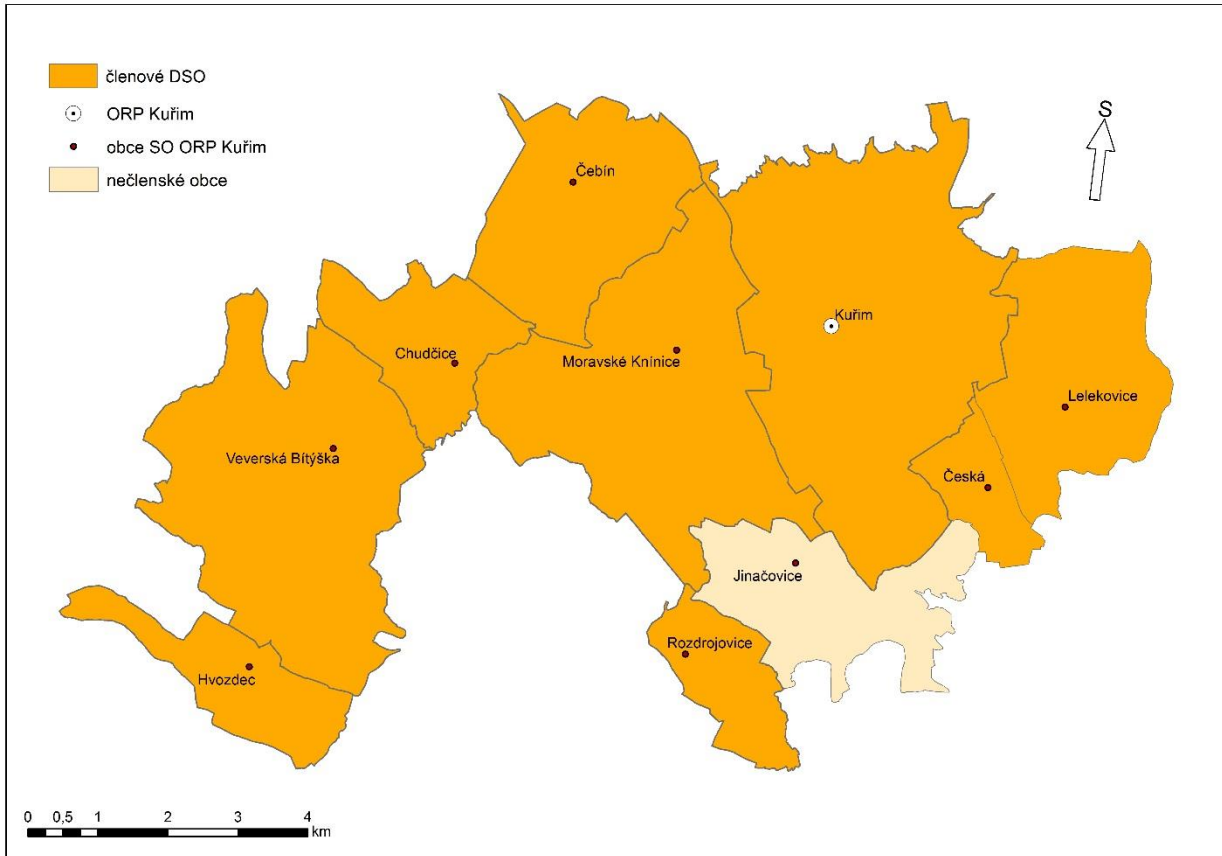 členové DSO
ORP Kuřim
obce SO ORP Kuřim
nečlenské obce
S
Čebín
Kuřim
Chudčice
Moravské Knínice
Lelekovice
Veverská Bítýška
Česká
Jinačovice
Rozdrojovice
Hvozdec
0 0,5 1 2 3 4
km